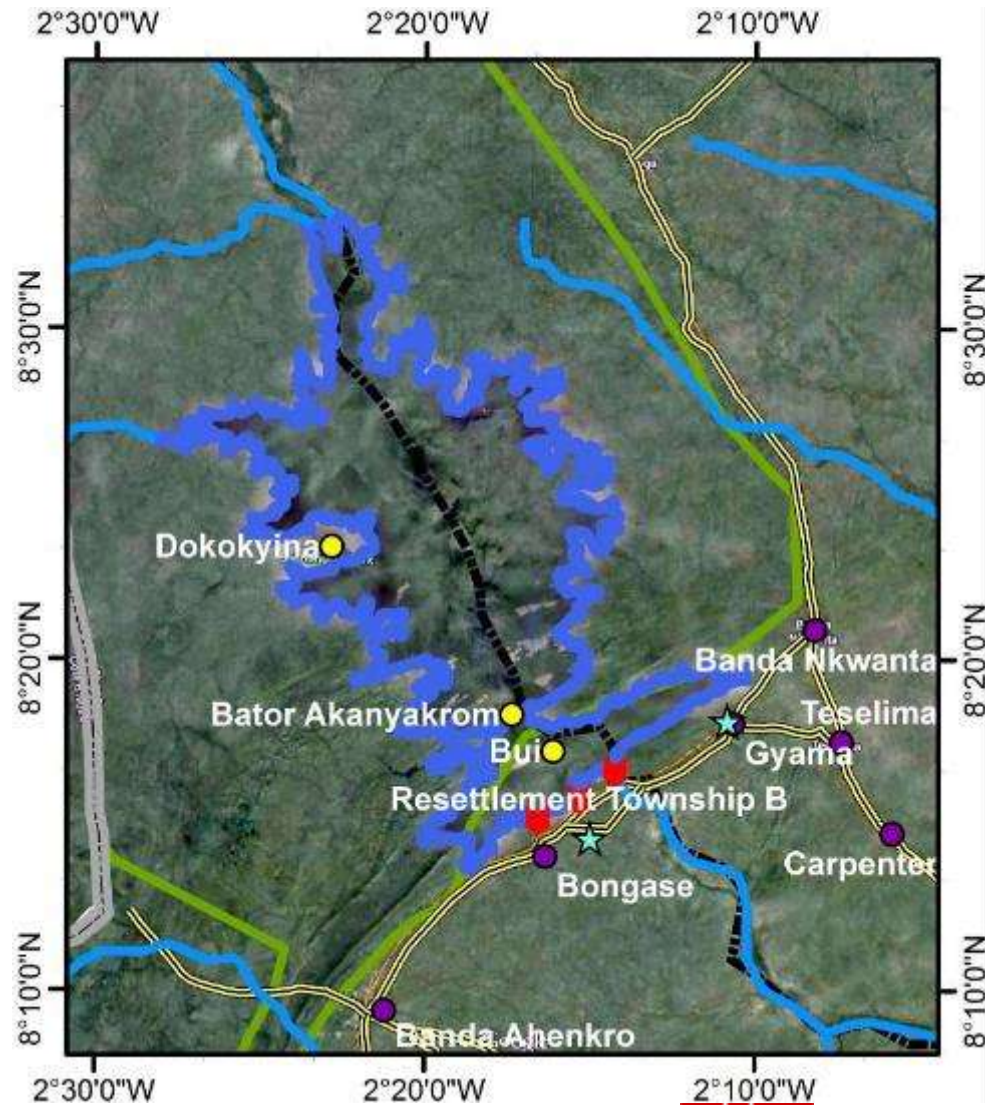 2°30'0"W 2°20'0"W 2°10'0"W
8°30'0"N 8°30'0"N
Dokokyina
8°20'0"N 8°20'0"N
Banda Nkwanta
Bator Akanyakrom
Teselima
Bui
Gyama
Resettlement Township B
Carpenter
Bongase
8°10'0"N 8°10'0"N
Banda Ahenkro
2°30'0"W 2°20'0"W 2°10'0"W